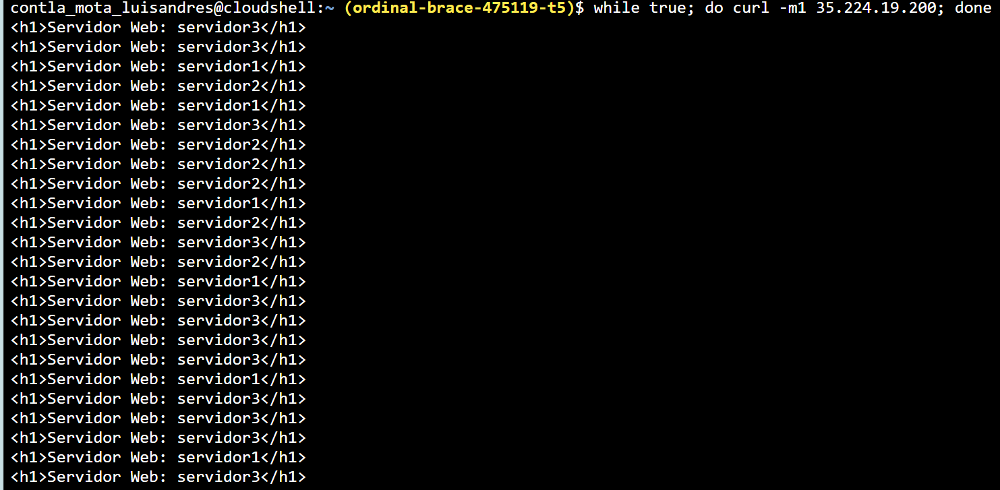 contla_mota_luisandres@cloudshell:~ (ordinal-brace-475119-t5)$ while true; do curl -m1 35.224.19.200; done
<h1>Servidor Web: servidor3</h1>
<h1>Servidor Web: servidor3</h1>
<h1>Servidor Web: servidor1</h1>
<h1>Servidor Web: servidor2</h1>
<h1>Servidor Web: servidor1</h1>
<h1>Servidor Web: servidor3</h1>
<h1>Servidor Web: servidor2</h1>
<h1>Servidor Web: servidor2</h1>
<h1>Servidor Web: servidor2</h1>
<h1>Servidor Web: servidor1</h1>
<h1>Servidor Web: servidor2</h1>
<h1>Servidor Web: servidor3</h1>
<h1>Servidor Web: servidor2</h1>
<h1>Servidor Web: servidor1</h1>
<h1>Servidor Web: servidor3</h1>
<h1>Servidor Web: servidor3</h1>
<h1>Servidor Web: servidor3</h1>
<h1>Servidor Web: servidor3</h1>
<h1>Servidor Web: servidor1</h1>
<h1>Servidor Web: servidor3</h1>
<h1>Servidor Web: servidor3</h1>
<h1>Servidor Web: servidor3</h1>
<h1>Servidor Web: servidor1</h1>
<h1>Servidor Web: servidor3</h1>